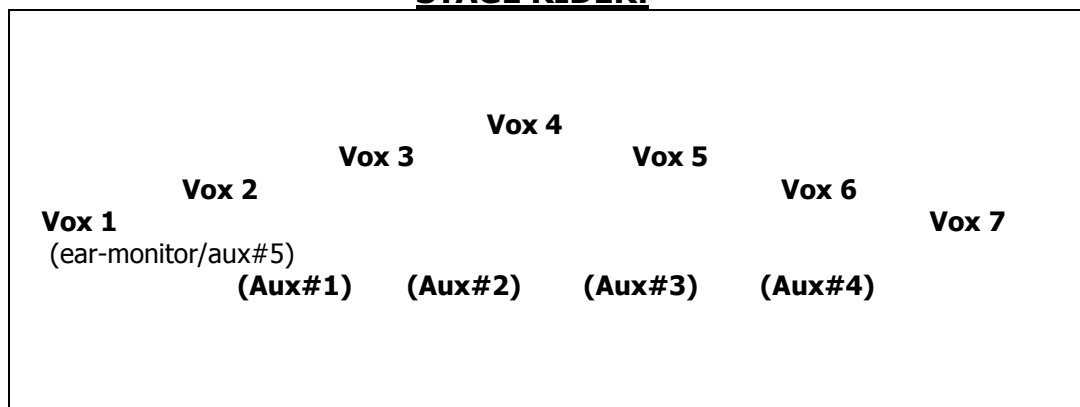 STAGE RIDER:
Vox 4
Vox 3 Vox 5
Vox 2 Vox 6
Vox 1 Vox 7
(ear-monitor/aux#5)
(Aux#1) (Aux#2) (Aux#3) (Aux#4)